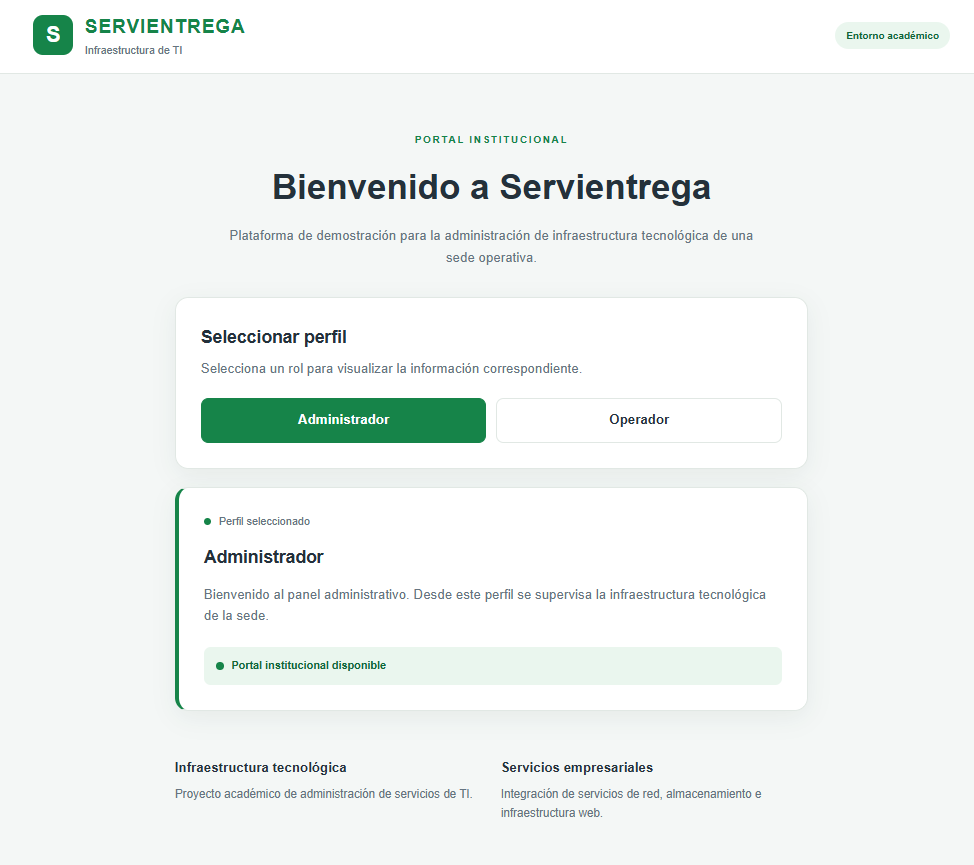 S
SERVIENTREGA
Infraestructura de TI
Entorno académico
PORTAL INSTITUCIONAL
Bienvenido a Servientrega
Plataforma de demostración para la administración de infraestructura tecnológica de una
sede operativa.
Seleccionar perfil
Selecciona un rol para visualizar la información correspondiente.
Administrador
Operador
Perfil seleccionado
Administrador
Bienvenido al panel administrativo. Desde este perfil se supervisa la infraestructura tecnológica
de la sede.
Portal institucional disponible
Infraestructura tecnológica
Proyecto académico de administración de servicios de TI.
Servicios empresariales
Integración de servicios de red, almacenamiento e
infraestructura web.